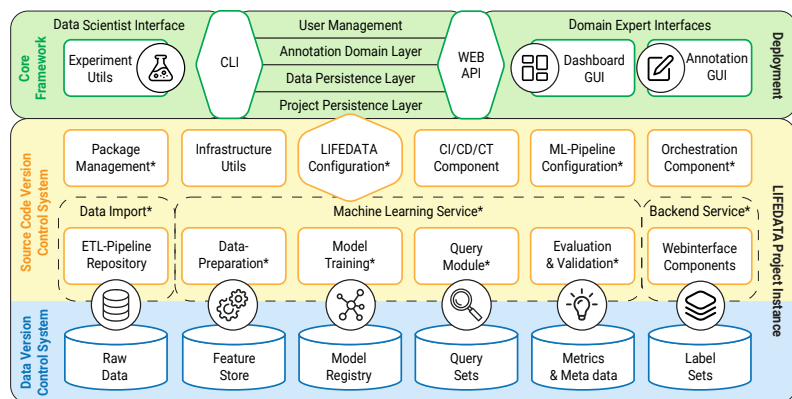 Data Scientist Interface
User Management
Domain Expert Interfaces
Core
Framework
Experiment
Utils
CLI
Annotation Domain Layer
Data Persistence Layer
Project Persistence Layer
WEB
API
Dashboard
GUI
Annotation
GUI
Deployment
Source Code Version
Control System
Package
Management*
Infrastructure
Utils
LIFEDATA
Configuration*
CI/CD/CT
Component
ML-Pipeline
Configuration*
Orchestration
Component*
Data Import*
Machine Learning Service*
Backend Service*
ETL-Pipeline
Repository
Data-
Preparation*
Model
Training*
Query
Module*
Evaluation
& Validation*
Webinterface
Components
LIFEDATA Project Instance
Data Version
Control System
Raw
Data
Feature
Store
Model
Registry
Query
Sets
Metrics
& Meta data
Label
Sets